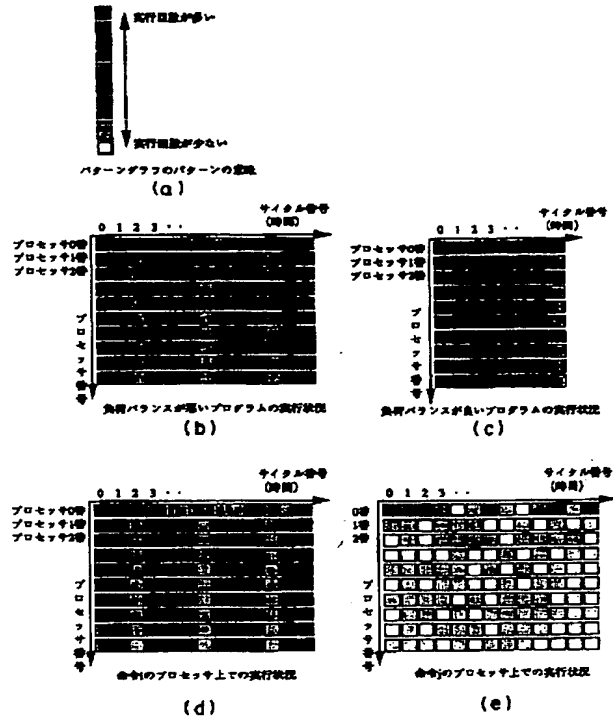 実行回数が多い
実行回数が少ない
パターングラフのパターンの意味
(a)
サイクル番号
(時間)
0 1 2 3 ・・
プロセッサ0番
プロセッサ1番
プロセッサ2番
プロセッサ番号
負荷バランスが悪いプログラムの実行状況
(b)
サイクル番号
(時間)
0 1 2 3 ・・
プロセッサ0番
プロセッサ1番
プロセッサ2番
プロセッサ番号
負荷バランスが良いプログラムの実行状況
(c)
サイクル番号
(時間)
0 1 2 3 ・・
プロセッサ0番
プロセッサ1番
プロセッサ2番
プロセッサ番号
命令iのプロセッサ上での実行状況
(d)
サイクル番号
(時間)
0 1 2 3 ・・
0番
1番
2番
プロセッサ番号
命令jのプロセッサ上での実行状況
(e)